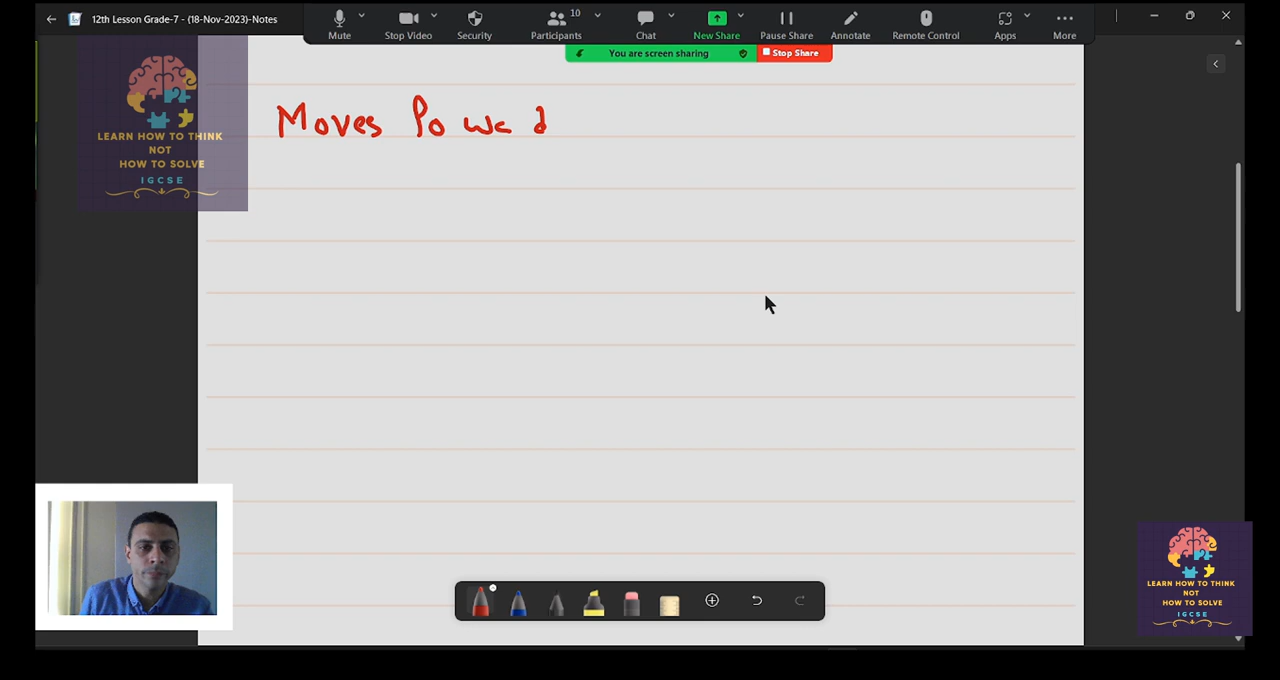 12th Lesson Grade-7 - (18-Nov-2023)-Notes
Mute
Stop Video
Security
10
Participants
Chat
New Share
Pause Share
Annotate
Remote Control
Apps
More
You are screen sharing
Stop Share
LEARN HOW TO THINK
NOT
HOW TO SOLVE
IGCSE
Moves
LEARN HOW TO THINK
NOT
HOW TO SOLVE
IGCSE